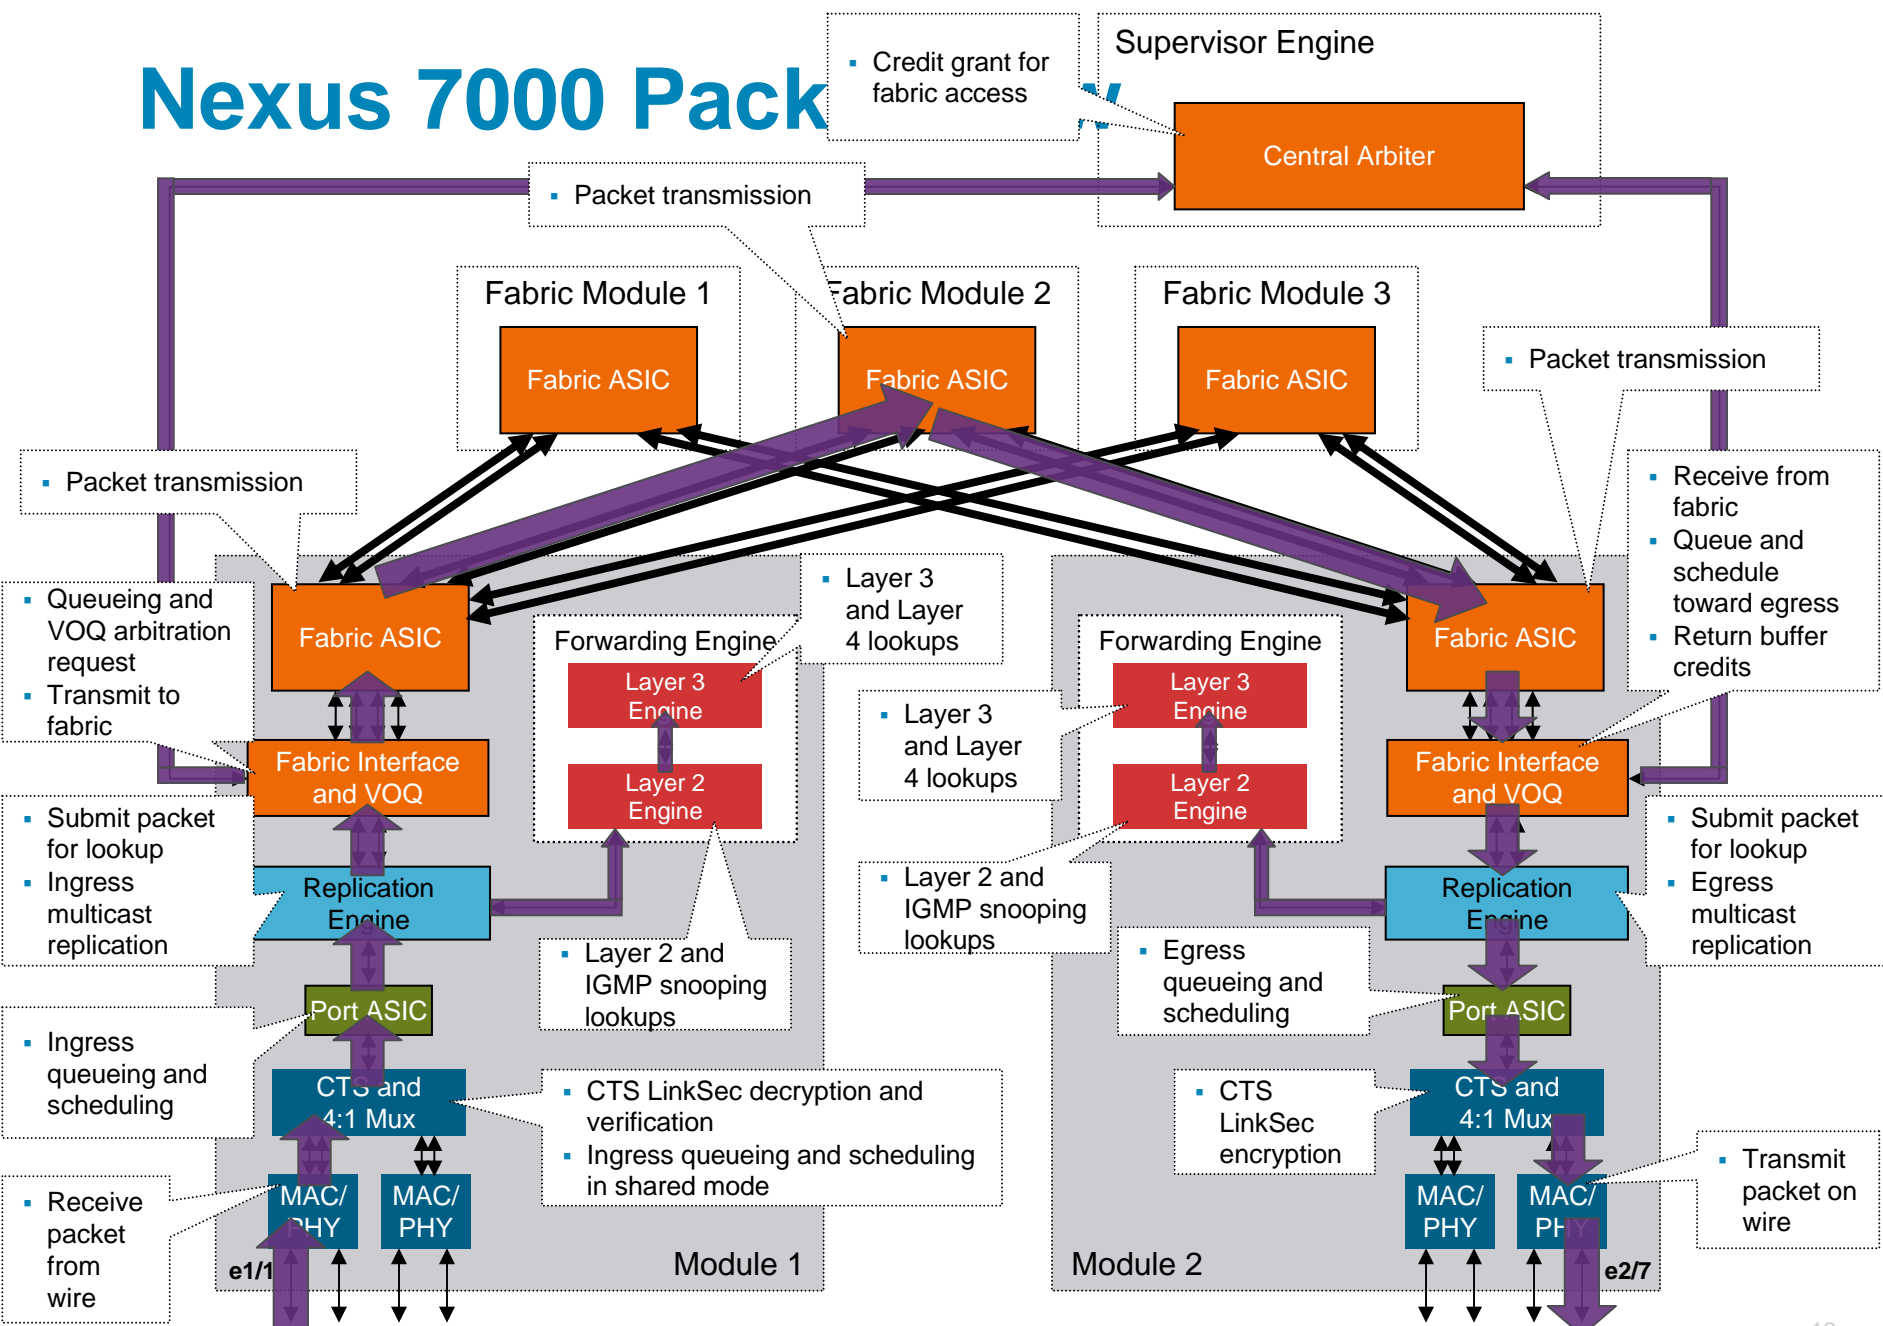 Nexus 7000 Pack
Credit grant for
fabric access
Supervisor Engine
Central Arbiter
Packet transmission
Fabric Module 1
Fabric Module 2
Fabric Module 3
Fabric ASIC
Fabric ASIC
Fabric ASIC
Packet transmission
Packet transmission
Receive from
fabric
Queue and
schedule
toward egress
Return buffer
credits
Queueing and
VOQ arbitration
request
Transmit to
fabric
Fabric ASIC
Forwarding Engine
Layer 3
and Layer
4 lookups
Layer 3
Engine
Layer 2
Engine
Fabric Interface
and VOQ
Submit packet
for lookup
Ingress
multicast
replication
Replication
Engine
Layer 2 and
IGMP snooping
lookups
Port ASIC
Ingress
queueing and
scheduling
CTS and
4:1 Mux
CTS LinkSec decryption and
verification
Ingress queueing and scheduling
in shared mode
Receive
packet
from
wire
MAC/
PHY
MAC/
PHY
e1/1
Module 1
Forwarding Engine
Fabric ASIC
Layer 3
Engine
Layer 3
and Layer
4 lookups
Layer 2
Engine
Fabric Interface
and VOQ
Layer 2 and
IGMP snooping
lookups
Submit packet
for lookup
Egress
multicast
replication
Replication
Engine
Egress
queueing and
scheduling
Port ASIC
CTS
LinkSec
encryption
CTS and
4:1 Mux
Transmit
packet on
wire
MAC/
PHY
MAC/
PHY
Module 2
e2/7